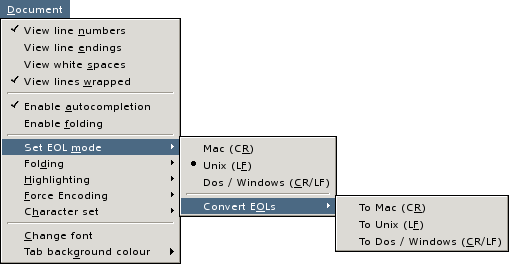 Document
View line numbers
View line endings
View white spaces
View lines wrapped
Enable autocompletion
Enable folding
Set EOL mode
Folding
Highlighting
Force Encoding
Character set
Change font
Tab background colour
Mac (CR)
Unix (LF)
Dos / Windows (CR/LF)
Convert EOLs
To Mac (CR)
To Unix (LF)
To Dos / Windows (CR/LF)